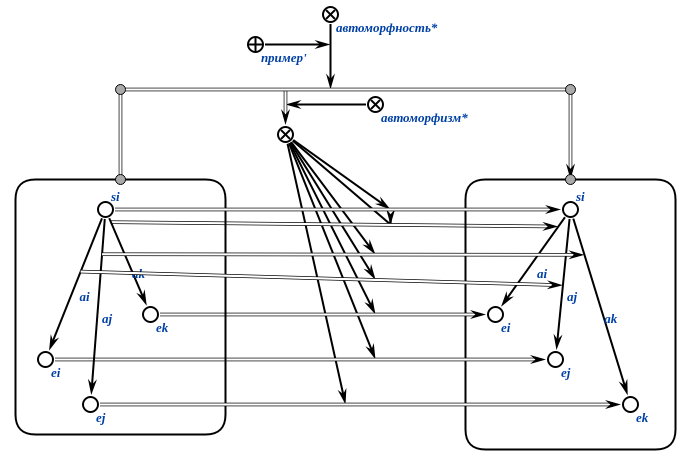 автоморфность*
пример'
автоморфизм*
si
si
ak
ai
ai
aj
aj
ak
ek
ei
ei
ej
ej
ek